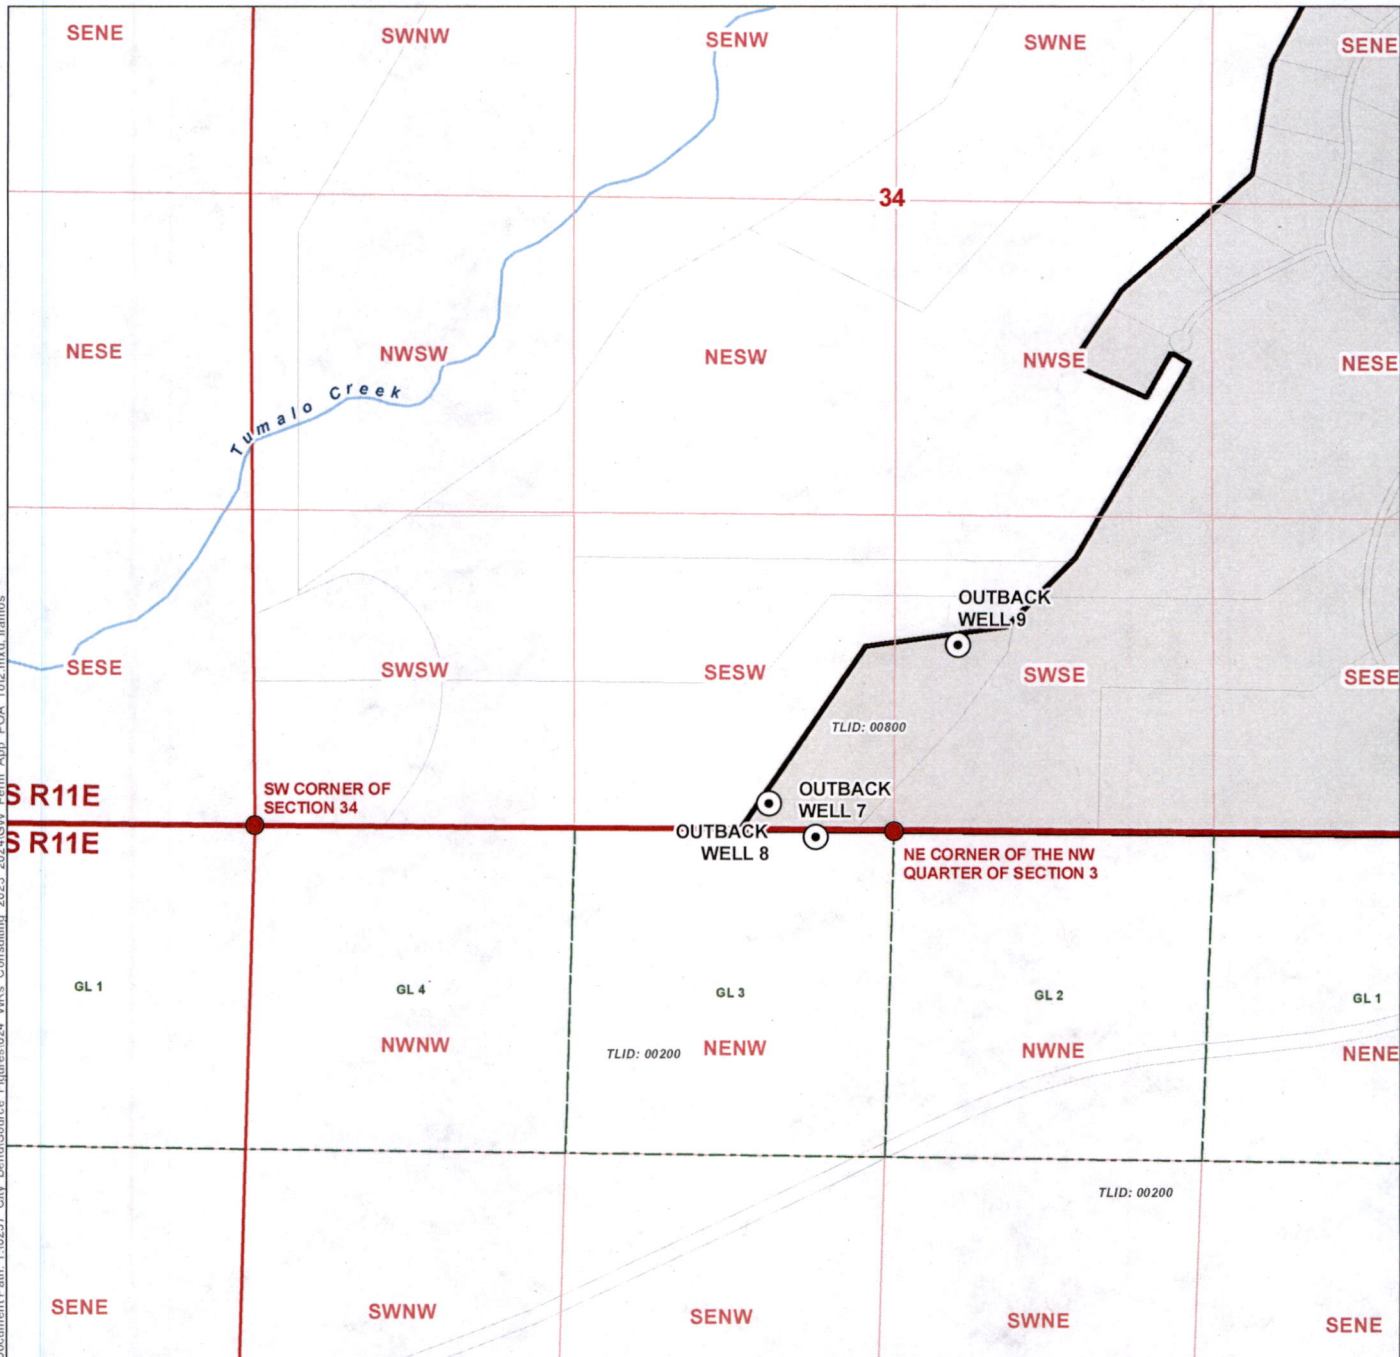 SENE
SWNW
SENW
SWNE
SENE
34
NESE
NWSW
NESW
NWSE
NESE
Tumalo Creek
OUTBACK
WELL 9
SESE
SWSW
SESW
SWSE
SESE
TLID: 00800
S R11E
SW CORNER OF
SECTION 34
OUTBACK
WELL 7
S R11E
OUTBACK
WELL 8
NE CORNER OF THE NW
QUARTER OF SECTION 3
GL 1
GL 4
GL 3
GL 2
GL 1
NWNW
TLID: 00200
NENW
NWNE
NENE
TLID: 00200
SENE
SWNW
SENW
SWNE
SENE